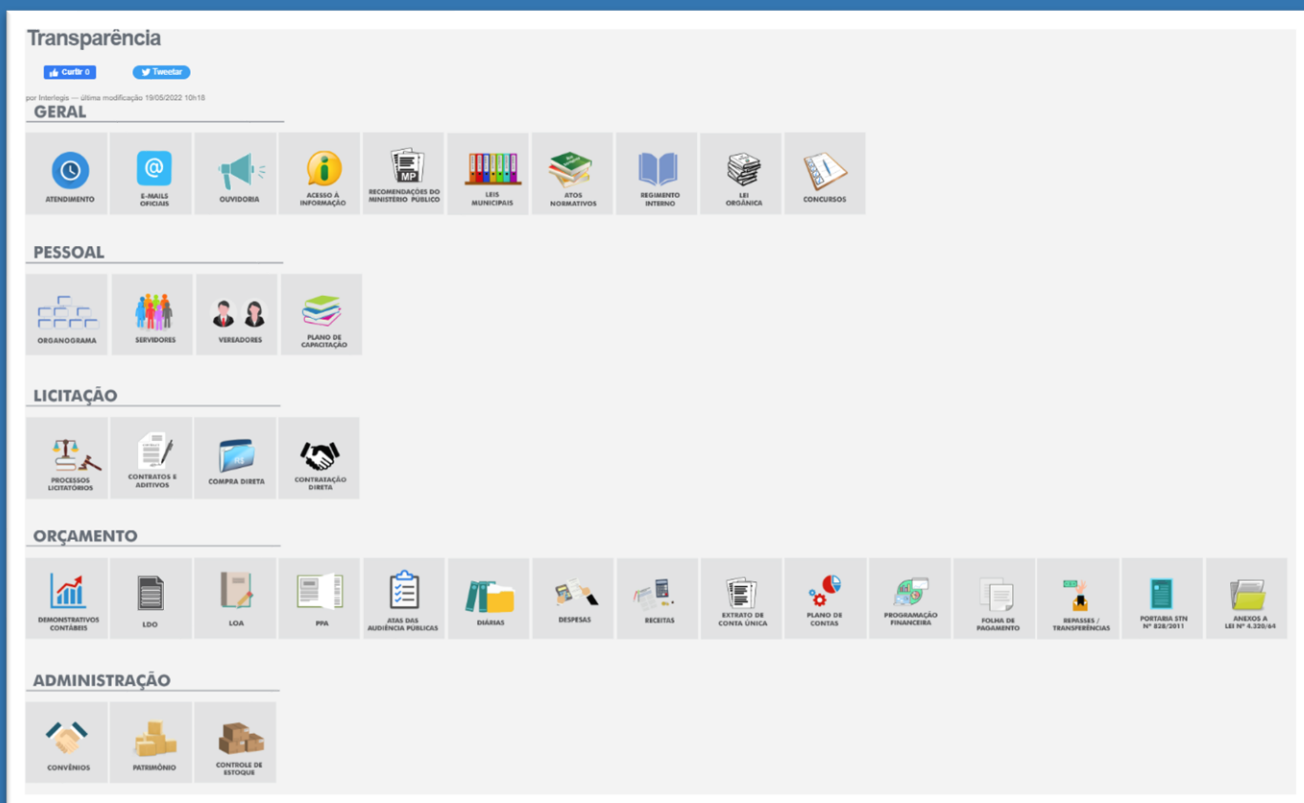 Transparência
Curtir 0
Tweetar
por Interlegis — última modificação 19/05/2022 10h18
GERAL
ATENDIMENTO
@
E-MAILS
OFICIAIS
OUVIDORIA
i
ACESSO À
INFORMAÇÃO
MP
RECOMENDAÇÕES DO
MINISTÉRIO PÚBLICO
LEIS
MUNICIPAIS
ATOS
NORMATIVOS
REGIMENTO
INTERNO
LEI
ORGÂNICA
CONCURSOS
PESSOAL
ORGANOGRAMA
SERVIDORES
VEREADORES
PLANO DE
CAPACITAÇÃO
LICITAÇÃO
PROCESSOS
LICITATÓRIOS
CONTRATOS E
ADITIVOS
COMPRA DIRETA
CONTRATAÇÃO
DIRETA
ORÇAMENTO
DEMONSTRATIVOS
CONTÁBEIS
LDO
LOA
PPA
ATAS DAS
AUDIÊNCIA PÚBLICAS
DIÁRIAS
DESPESAS
RECEITAS
EXTRATO DE
CONTA ÚNICA
PLANO DE
CONTAS
PROGRAMAÇÃO
FINANCEIRA
FOLHA DE
PAGAMENTO
REPASSES /
TRANSFERÊNCIAS
PORTARIA STN
Nº 828/2011
ANEXOS A
LEI Nº 4.320/64
ADMINISTRAÇÃO
CONVÊNIOS
PATRIMÔNIO
CONTROLE DE
ESTOQUE